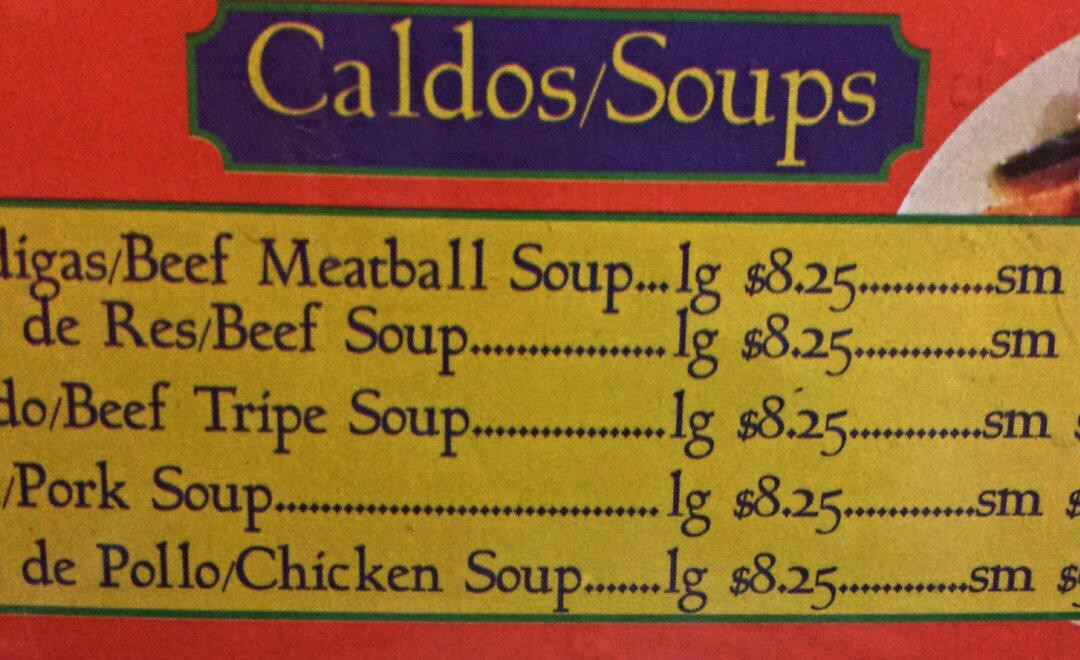 Caldos/Soups
digas/Beef Meatball Soup...lg $8.25.............sm
de Res/Beef Soup...................lg $8.25.............sm
do/Beef Tripe Soup...................lg $8.25.............sm
/Pork Soup......................................lg $8.25.............sm $
de Pollo/Chicken Soup........lg $8.25.............sm $